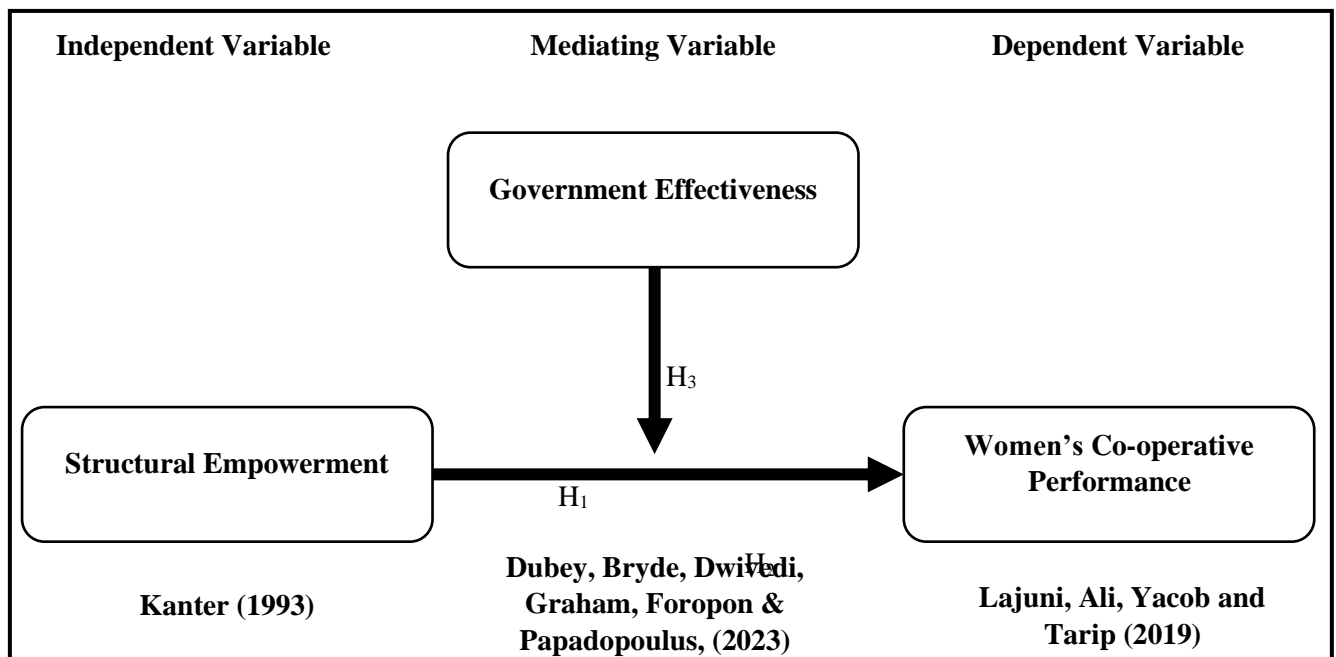 Independent Variable
Mediating Variable
Dependent Variable
Government Effectiveness
H3
Structural Empowerment
Women's Co-operative
Performance
H1
Dubey, Bryde, Dwivedi,
Graham, Foropon &
Papadopoulus, (2023)
Kanter (1993)
Lajuni, Ali, Yacob and
Tarip (2019)